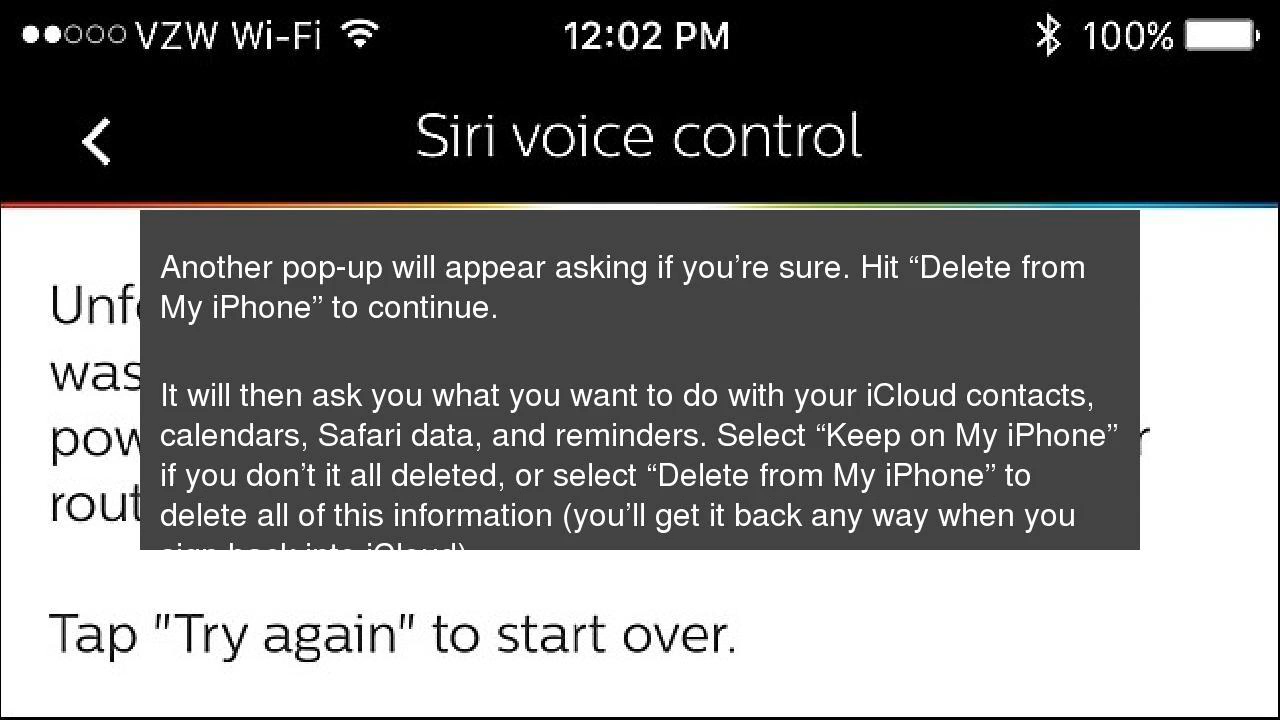 VZW Wi-Fi 12:02 PM 100%
Siri voice control
Another pop-up will appear asking if you’re sure. Hit “Delete from
My iPhone” to continue.
It will then ask you what you want to do with your iCloud contacts,
calendars, Safari data, and reminders. Select “Keep on My iPhone”
if you don’t it all deleted, or select “Delete from My iPhone” to
delete all of this information (you’ll get it back any way when you
sign back into iCloud)
was
Tap "Try again" to start over.